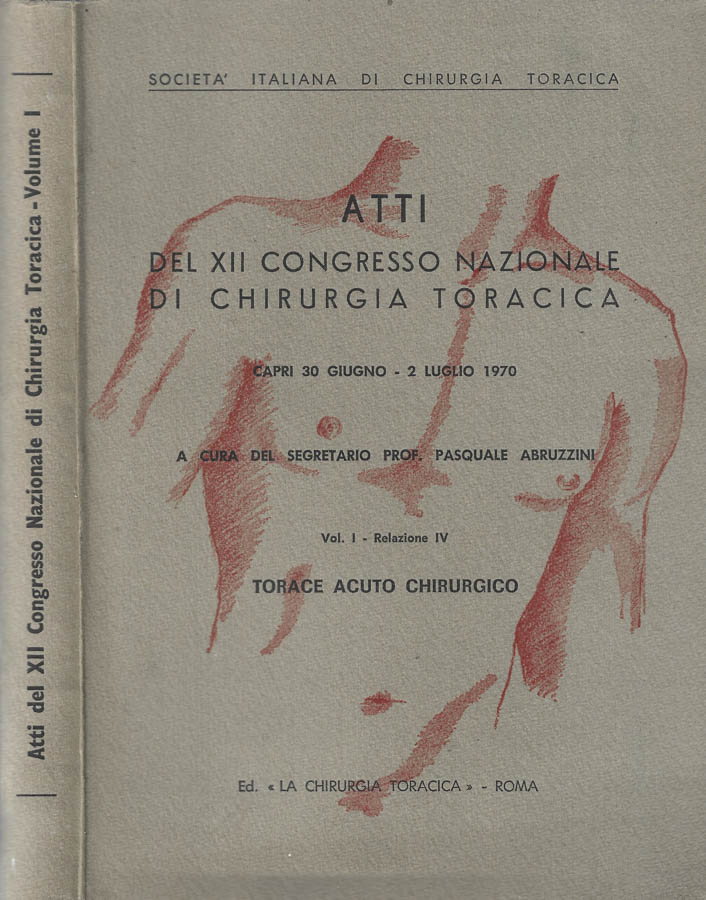 Atti del XII Congresso Nazionale di Chirurgia Toracica - Volume I
SOCIETA' ITALIANA DI CHIRURGIA TORACICA
ATTI
DEL XII CONGRESSO NAZIONALE
DI CHIRURGIA TORACICA
CAPRI 30 GIUGNO - 2 LUGLIO 1970
A CURA DEL SEGRETARIO PROF. PASQUALE ABRUZZINI
Vol. I - Relazione IV
TORACE ACUTO CHIRURGICO
Ed. « LA CHIRURGIA TORACICA » - ROMA